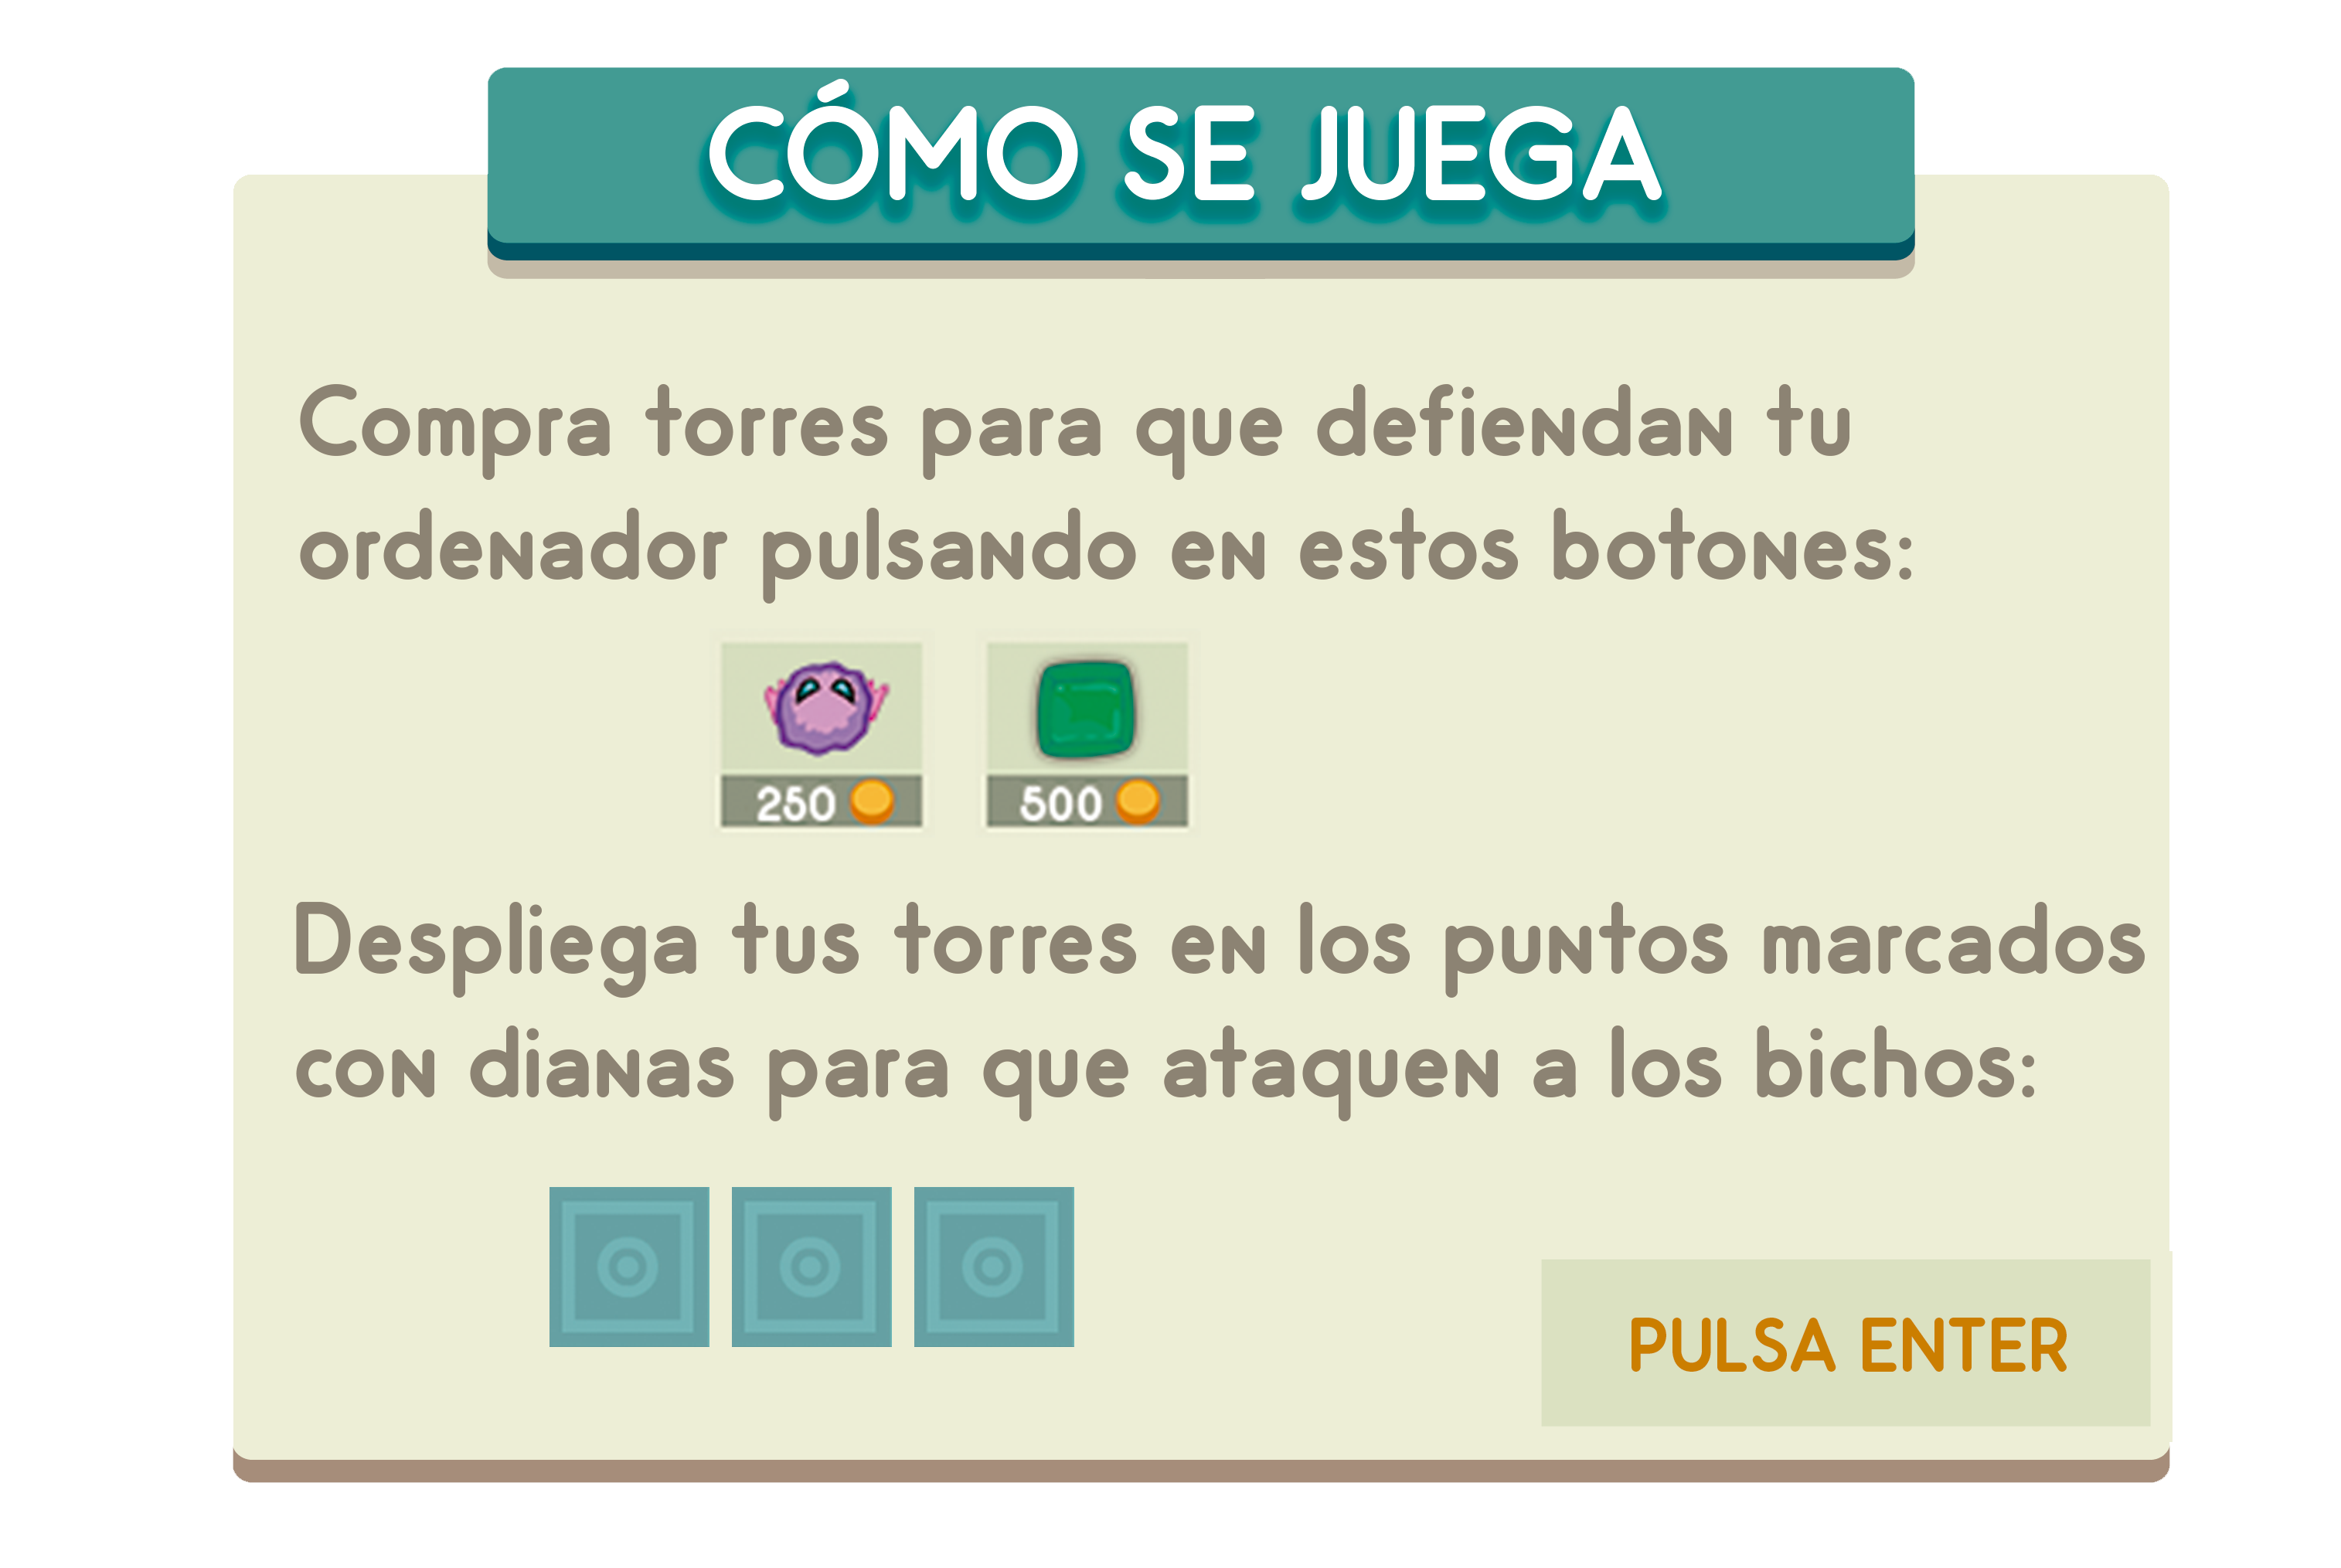 CÓMO SE JUEGA
Compra torres para que defiendan tu
ordenador pulsando en estos botones:
250 500
Despliega tus torres en los puntos marcados
con dianas para que ataquen a los bichos:
PULSA ENTER